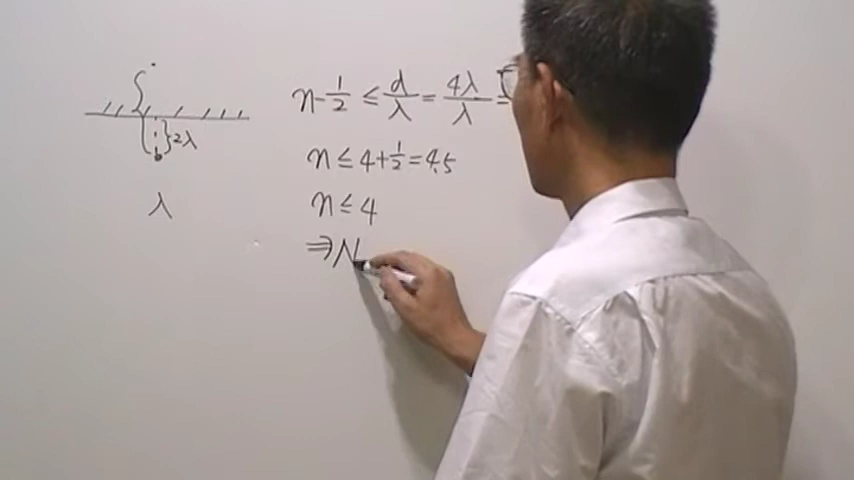 n - 1/2 ≤ d/λ = 4λ/λ =
n ≤ 4 + 1/2 = 4.5
}2λ
n ≤ 4
λ
⇒ N